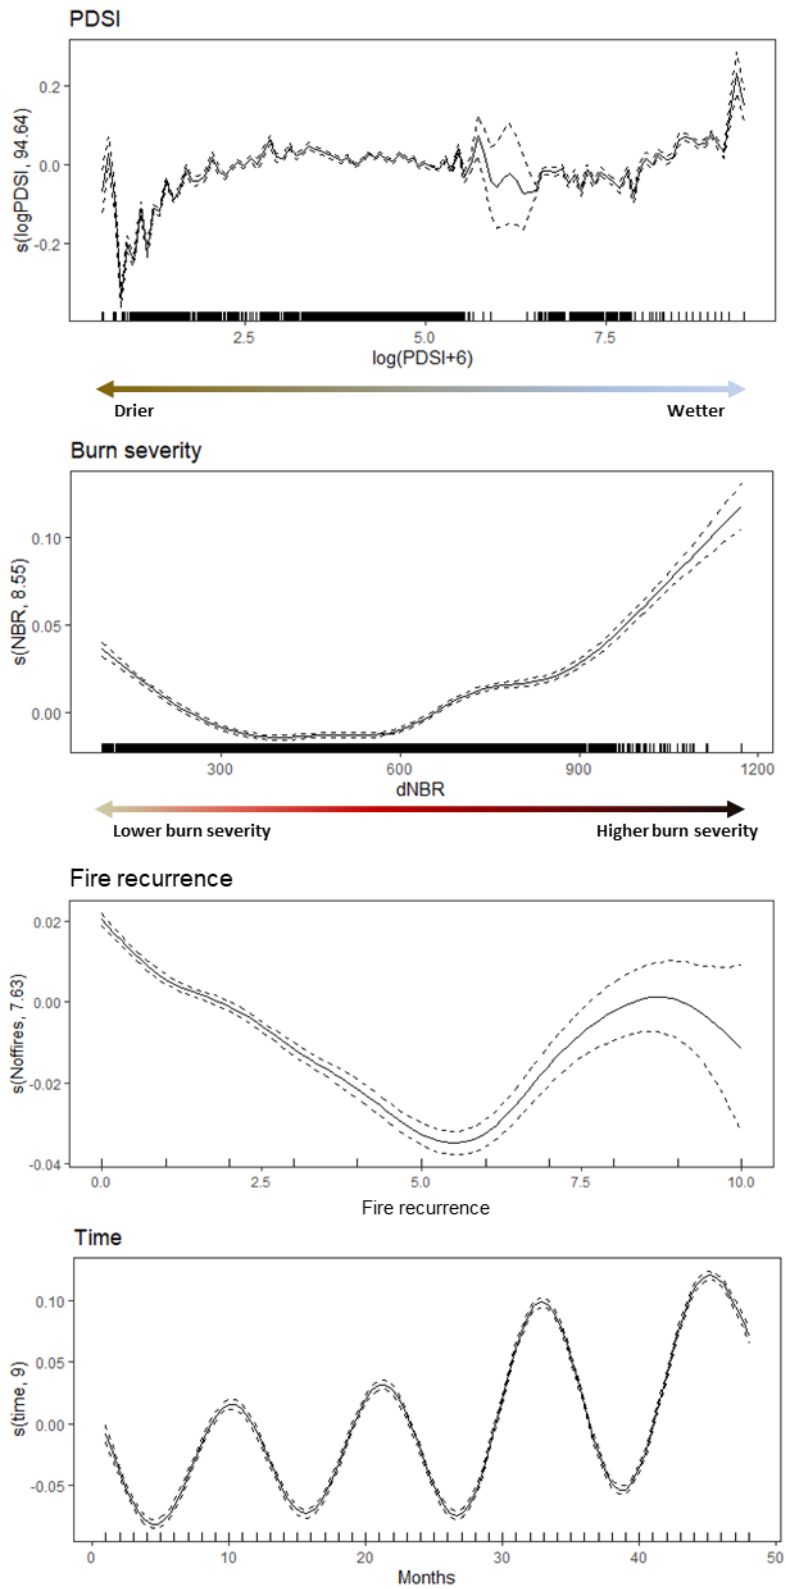 PDSI
s(logPDSI, 94.64)
0.2
0.0
-0.2
2.5 5.0 7.5
log(PDSI+6)
Drier Wetter
Burn severity
s(NBR, 8.55)
0.10
0.05
0.00
300 600 900 1200
dNBR
Lower burn severity Higher burn severity
Fire recurrence
s(Noffires, 7.63)
0.02
0.00
-0.02
-0.04
0.0 2.5 5.0 7.5 10.0
Fire recurrence
Time
s(time, 9)
0.10
0.05
0.00
-0.05
0 10 20 30 40 50
Months